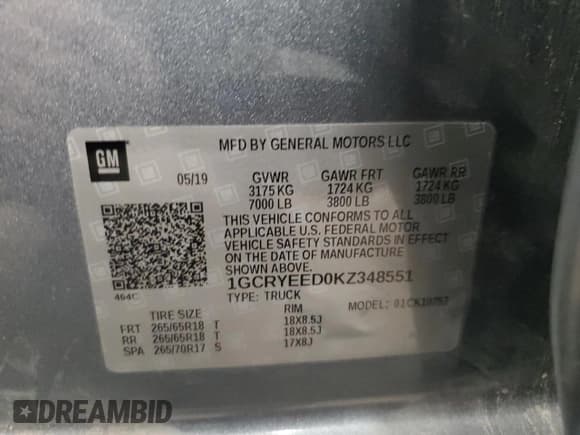 GM
MFD BY GENERAL MOTORS LLC
05/19 GVWR GAWR FRT GAWR RR
3175 KG 1724 KG 1724 KG
7000 LB 3800 LB 3800 LB
THIS VEHICLE CONFORMS TO ALL
APPLICABLE U.S. FEDERAL MOTOR
VEHICLE SAFETY STANDARDS IN EFFECT
ON THE DATE OF MANUFACTURE
SHOWN ABOVE.
1GCRYEED0KZ348551
464C
TYPE: TRUCK
MODEL:
TIRE SIZE RIM
FRT 265/65R18 T 18X8.5J
RR 265/65R18 T 18X8.5J
SPA 265/70R17 S 17X8J
DREAMBID